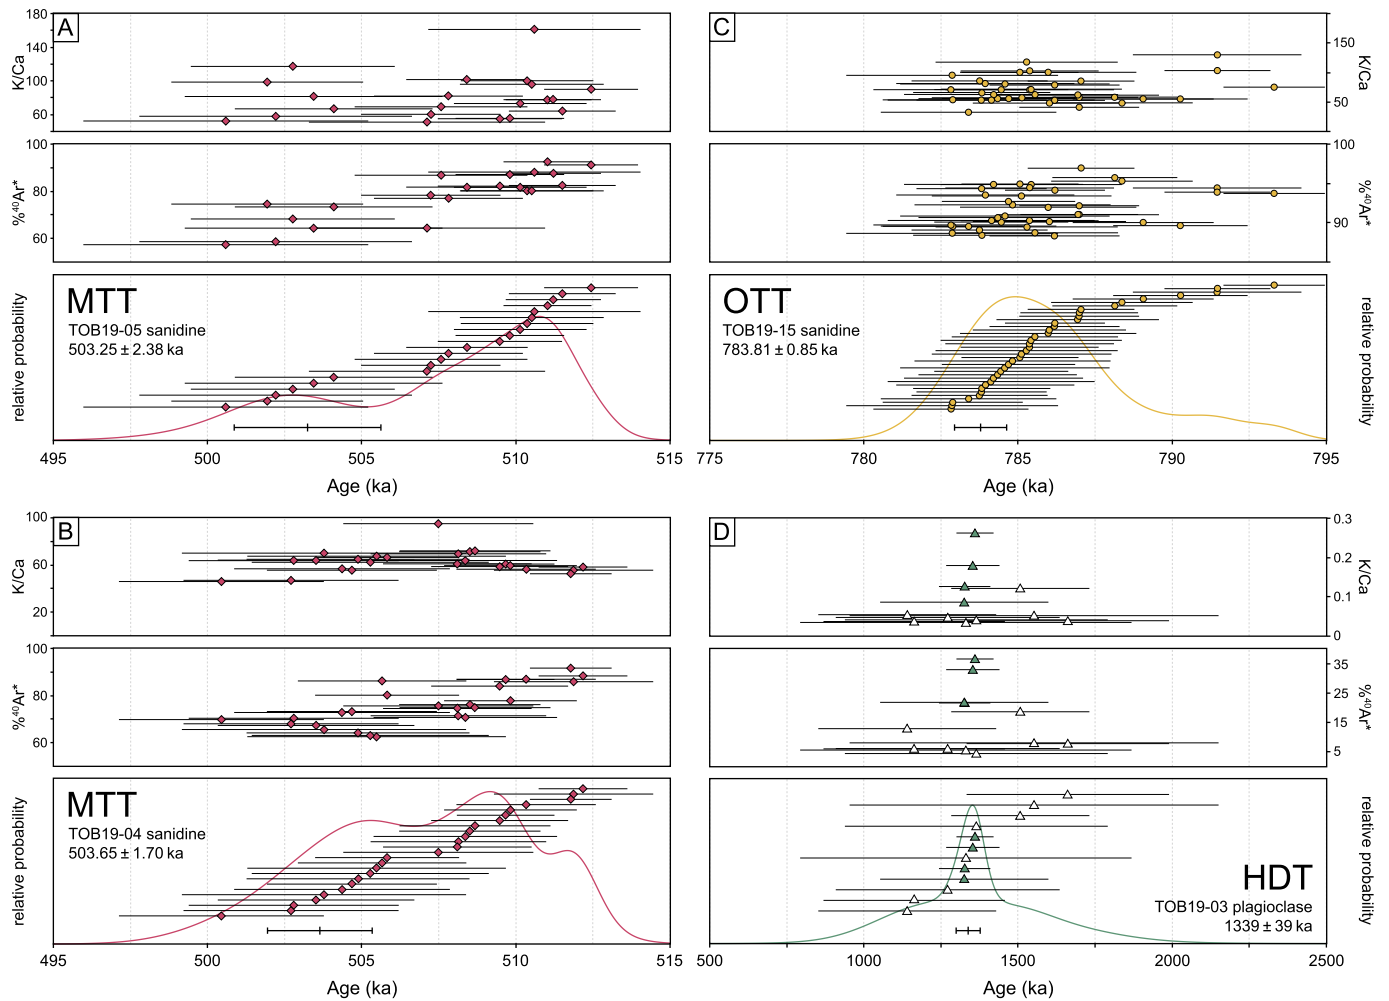 A
180
140
100
60
K/Ca
100
80
60
%⁴⁰Ar*
relative probability
MTT
TOB19-05 sanidine
503.25 ± 2.38 ka
495
500
505
510
515
Age (ka)
C
150
50
K/Ca
100
90
%⁴⁰Ar*
relative probability
OTT
TOB19-15 sanidine
783.81 ± 0.85 ka
775
780
785
790
795
Age (ka)
B
100
60
20
K/Ca
100
80
60
%⁴⁰Ar*
relative probability
MTT
TOB19-04 sanidine
503.65 ± 1.70 ka
495
500
505
510
515
Age (ka)
D
0.3
0.2
0.1
0
K/Ca
35
25
15
5
%⁴⁰Ar*
relative probability
HDT
TOB19-03 plagioclase
1339 ± 39 ka
500
1000
1500
2000
2500
Age (ka)